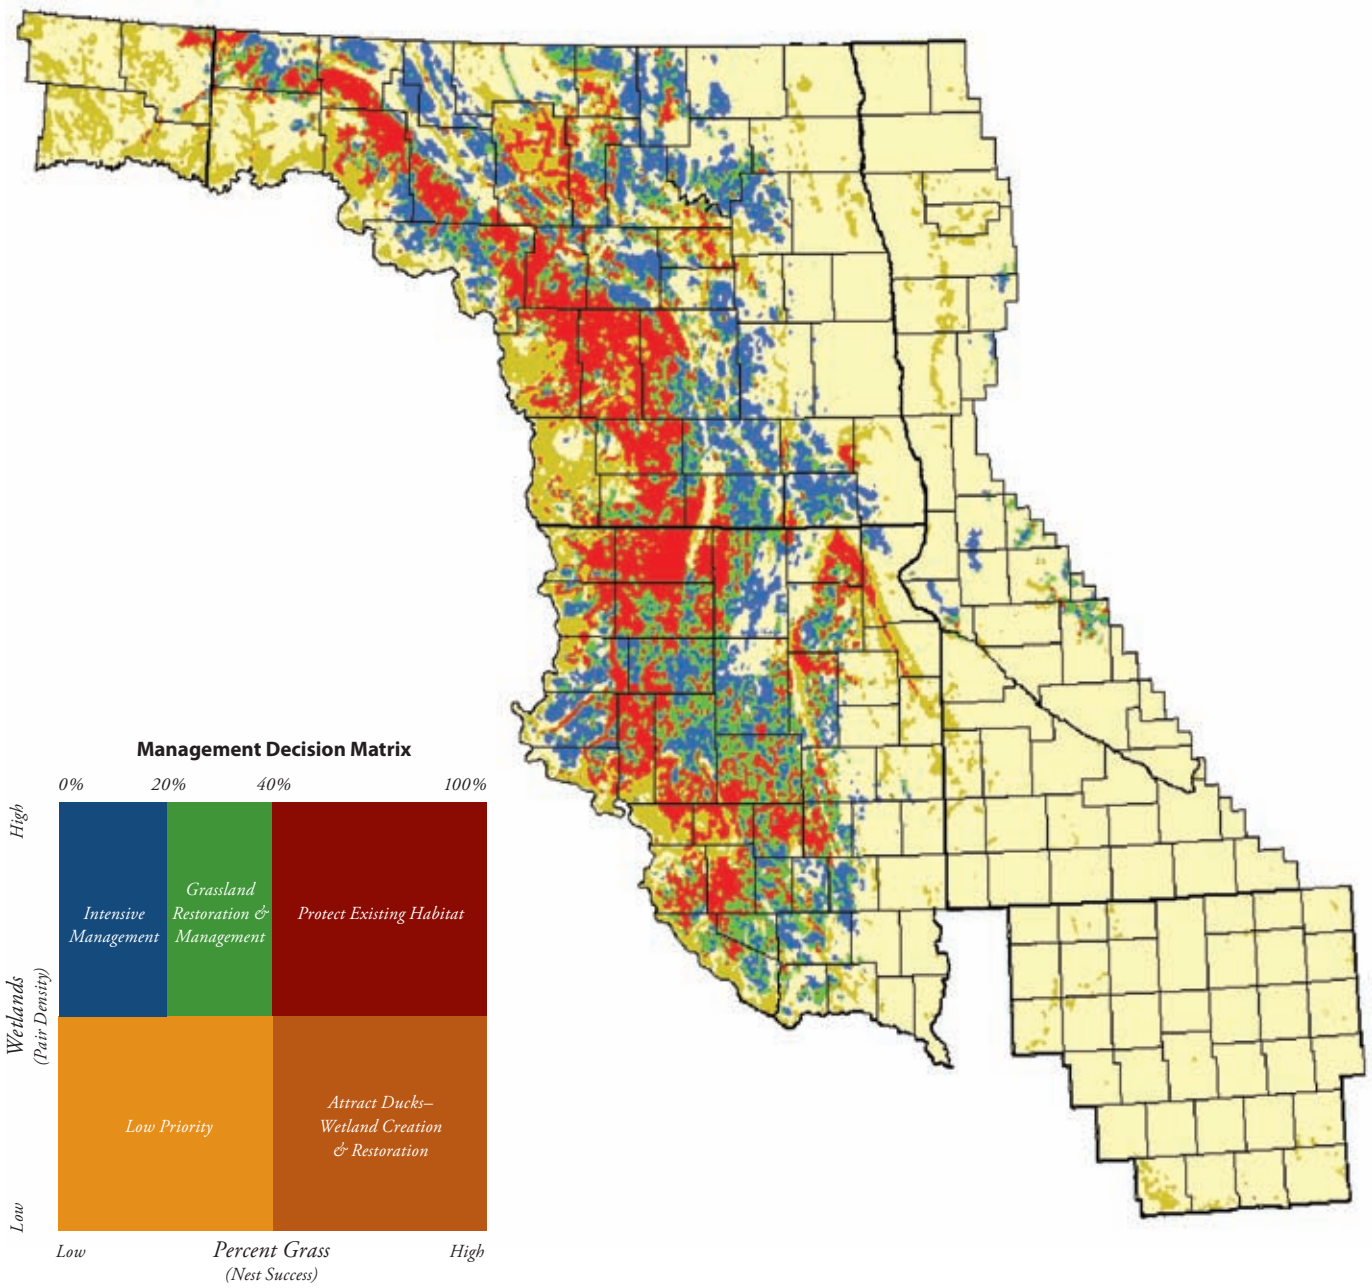 Management Decision Matrix
0% 20% 40% 100%
High
Grassland
Restoration &
Management
Intensive
Management
Protect Existing Habitat
Wetlands
(Pair Density)
Low Priority
Attract Ducks–
Wetland Creation
& Restoration
Low
Low Percent Grass High
(Nest Success)